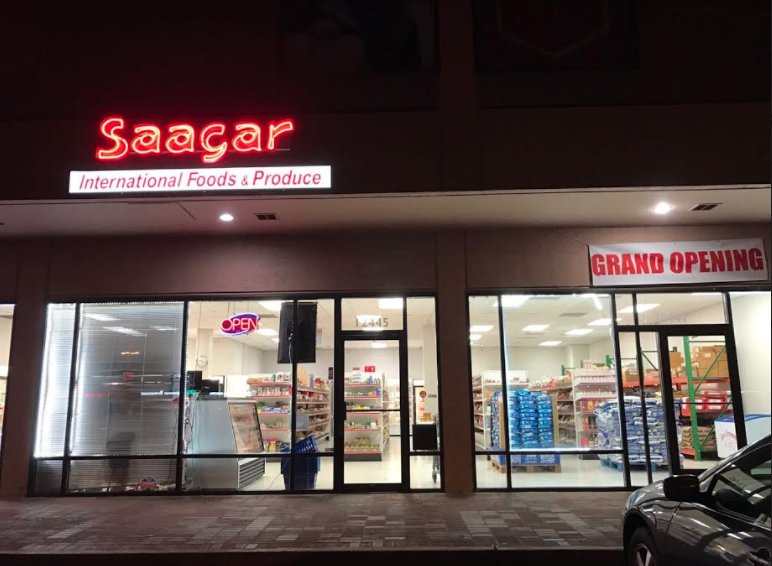 Saagar
International Foods & Produce
GRAND OPENING
OPEN
12445